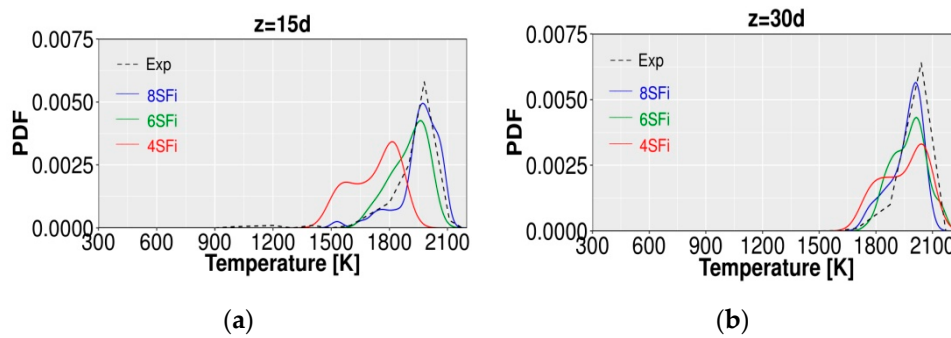 z=15d
PDF
0.0075
0.0050
0.0025
0.0000
Exp
8SFi
6SFi
4SFi
300 600 900 1200 1500 1800 2100
Temperature [K]
(a)
z=30d
PDF
0.0075
0.0050
0.0025
0.0000
Exp
8SFi
6SFi
4SFi
300 600 900 1200 1500 1800 2100
Temperature [K]
(b)